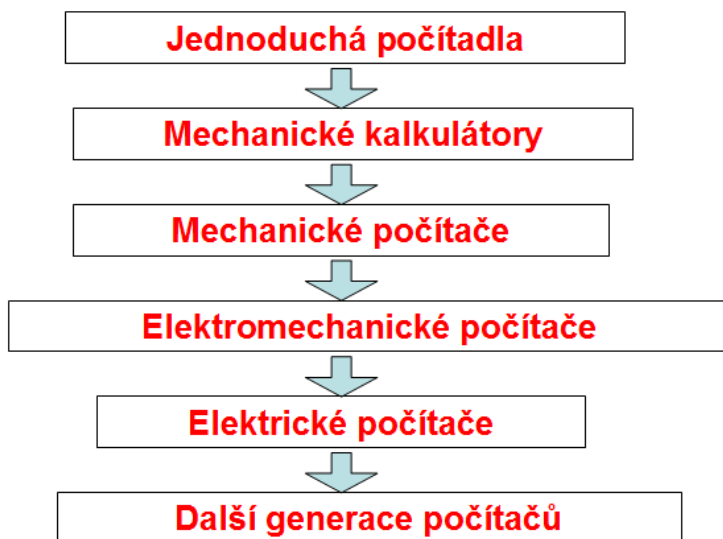 Jednoduchá počítadla
Mechanické kalkulátory
Mechanické počítače
Elektromechanické počítače
Elektrické počítače
Další generace počítačů